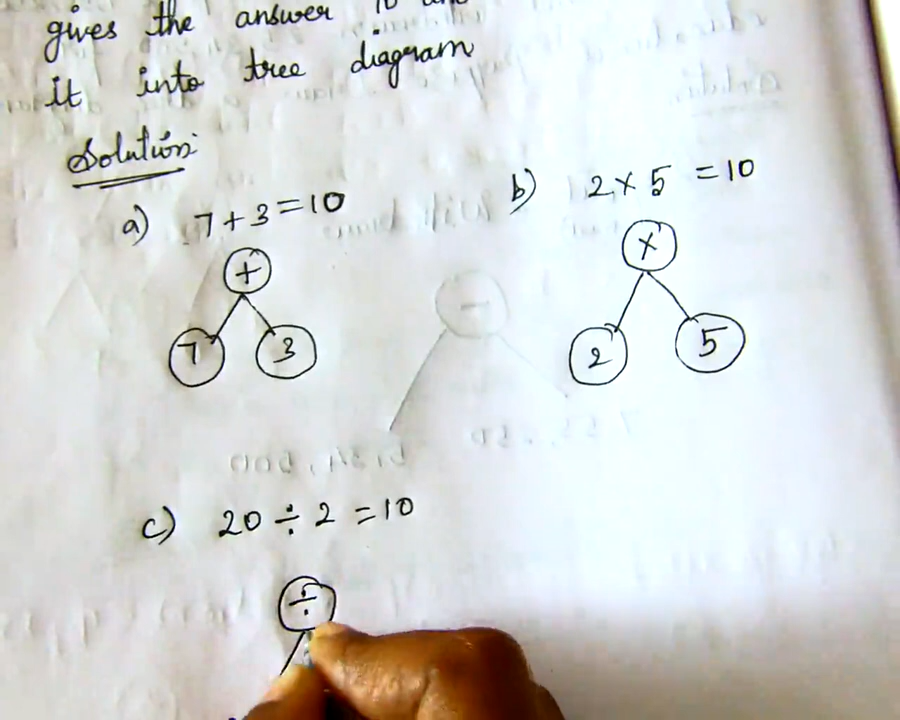 gives the answer 10
it into tree diagram
Solution:
a) 7 + 3 = 10
b) 2 × 5 = 10
+
×
7 3
2 5
c) 20 ÷ 2 = 10
÷